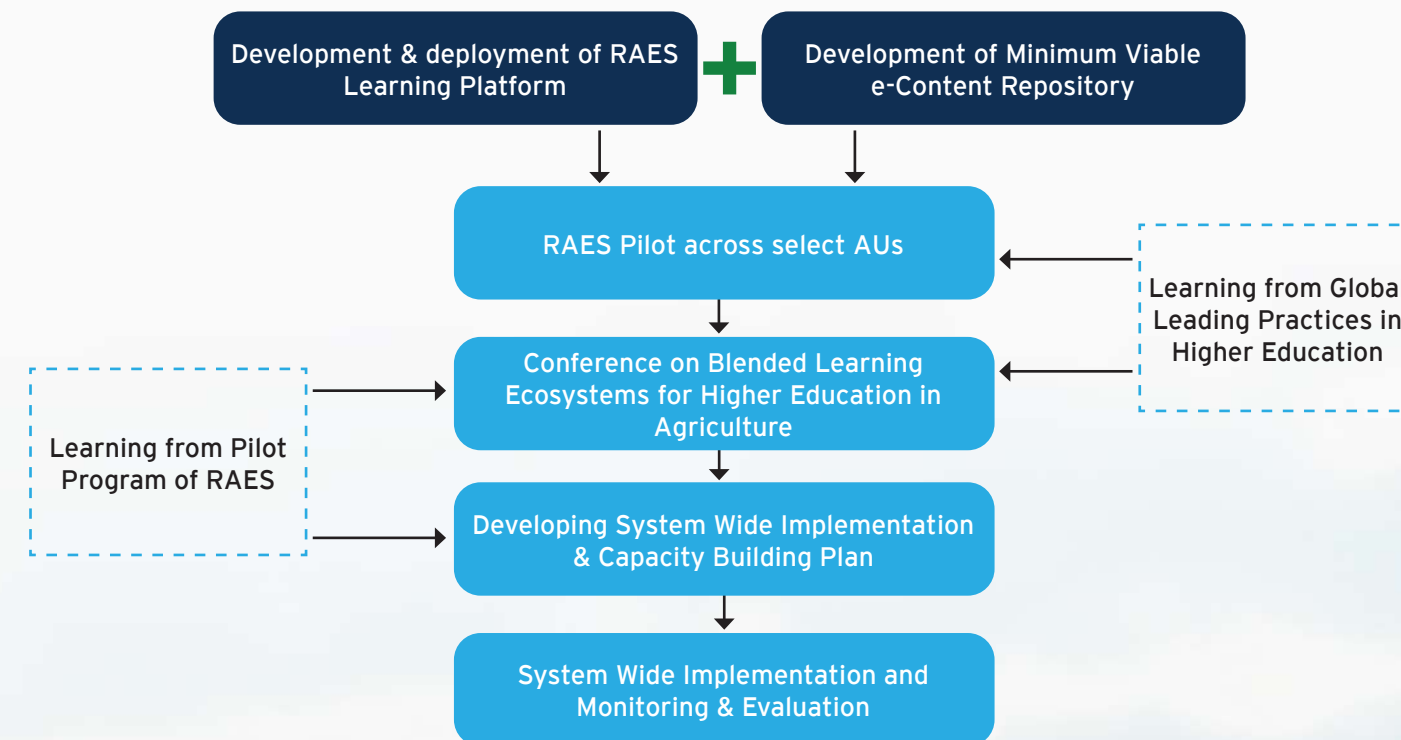 Development & deployment of RAES
Learning Platform
Development of Minimum Viable
e-Content Repository
RAES Pilot across select AUs
Learning from Global
Leading Practices in
Higher Education
Conference on Blended Learning
Ecosystems for Higher Education in
Agriculture
Learning from Pilot
Program of RAES
Developing System Wide Implementation
& Capacity Building Plan
System Wide Implementation and
Monitoring & Evaluation